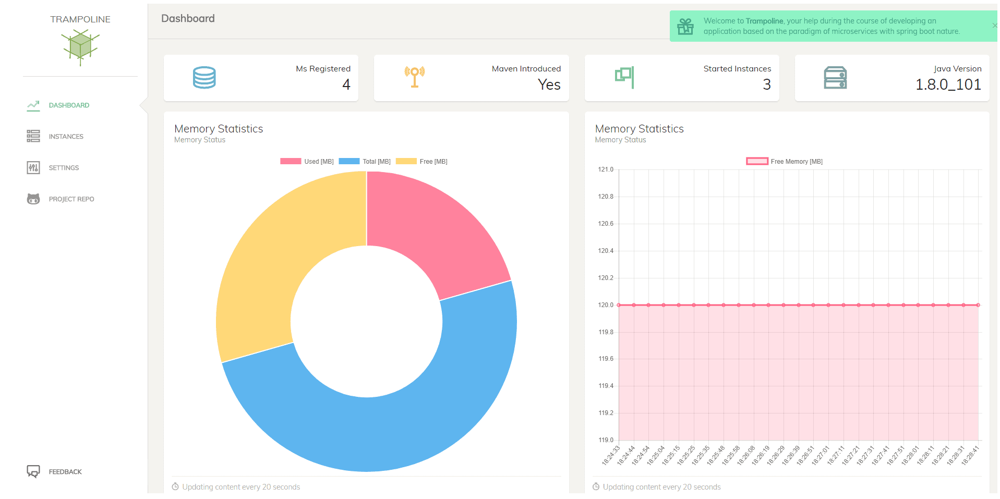 TRAMPOLINE
DASHBOARD
INSTANCES
SETTINGS
PROJECT REPO
FEEDBACK
Dashboard
Welcome to Trampoline, your help during the course of developing an
application based on the paradigm of microservices with spring boot nature.
×
Ms Registered
4
Maven Introduced
Yes
Started Instances
3
Java Version
1.8.0_101
Memory Statistics
Memory Status
Used [MB] Total [MB] Free [MB]
Updating content every 20 seconds
Memory Statistics
Memory Status
Free Memory [MB]
121.0
120.8
120.6
120.4
120.2
120.0
119.8
119.6
119.4
119.2
119.0
18:24:33 18:24:44 18:24:54 18:25:04 18:25:15 18:25:25 18:25:35 18:25:48 18:25:58 18:26:08 18:26:19 18:26:29 18:26:39 18:26:51 18:27:01 18:27:11 18:27:21 18:27:31 18:27:41 18:27:51 18:28:01 18:28:11 18:28:21 18:28:31 18:28:41
Updating content every 20 seconds